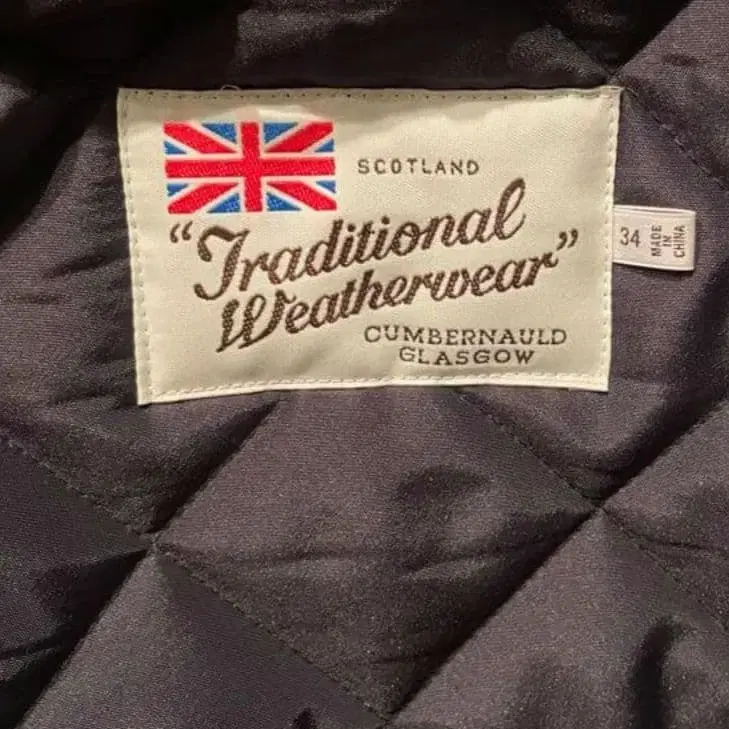 SCOTLAND
"Traditional
Weatherwear"
CUMBERNAULD
GLASGOW
34
MADE
IN
CHINA